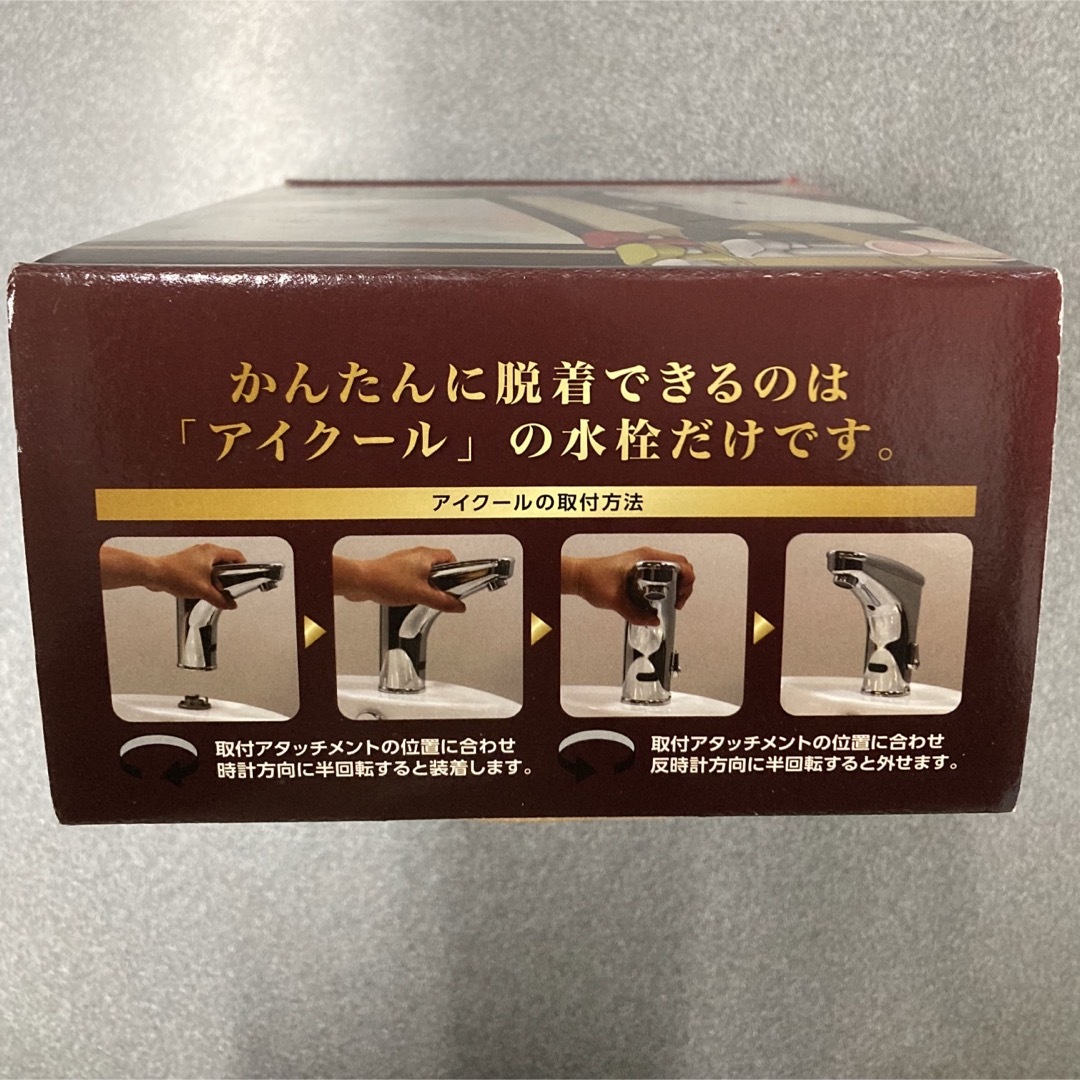 かんたんに脱着できるのは
「アイクール」の水栓だけです。
アイクールの取付方法
取付アタッチメントの位置に合わせ
時計方向に半回転すると装着します。
取付アタッチメントの位置に合わせ
反時計方向に半回転すると外せます。